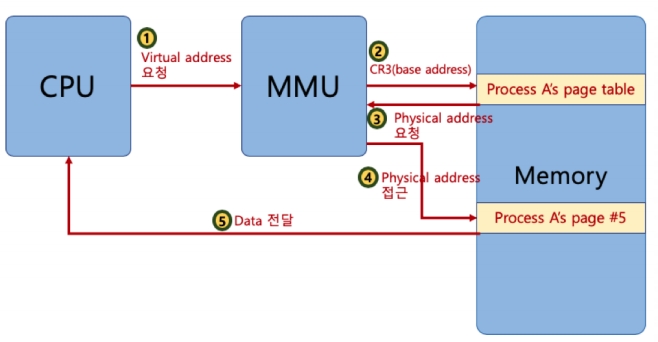 CPU
1
Virtual address
요청
MMU
2
CR3(base address)
Process A's page table
3
Physical address
요청
4
Physical address
접근
Memory
Process A's page #5
5
Data 전달